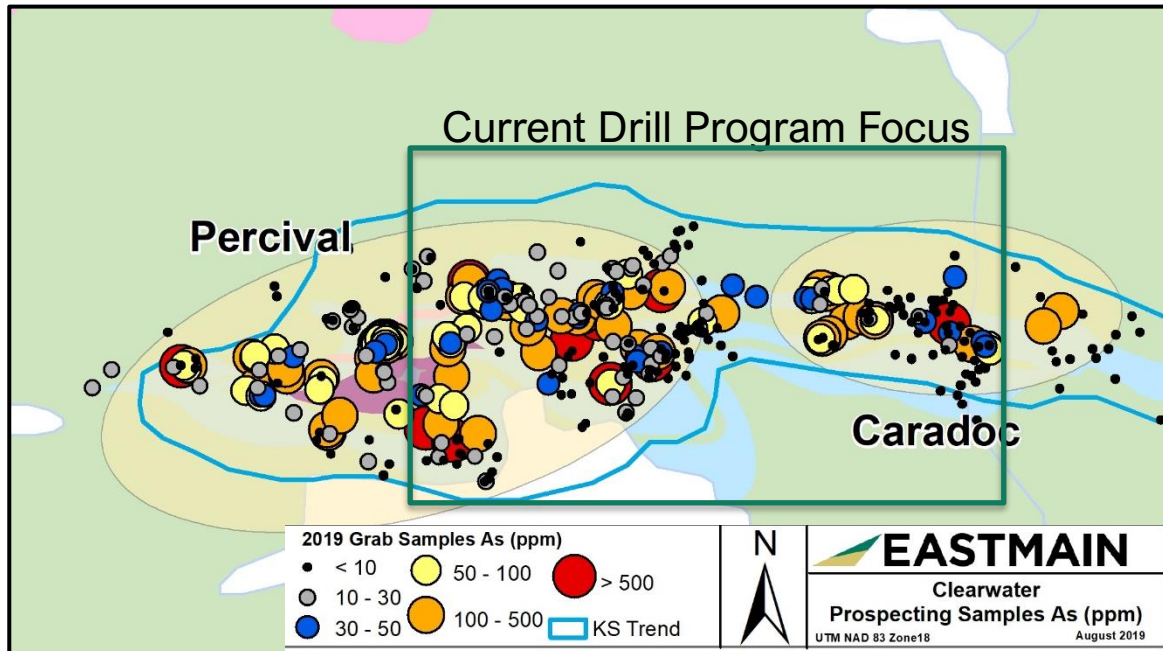 Current Drill Program Focus
Percival
Caradoc
2019 Grab Samples As (ppm)
< 10
10 - 30
30 - 50
50 - 100
100 - 500
> 500
KS Trend
N
EASTMAIN
Clearwater
Prospecting Samples As (ppm)
UTM NAD 83 Zone18 August 2019